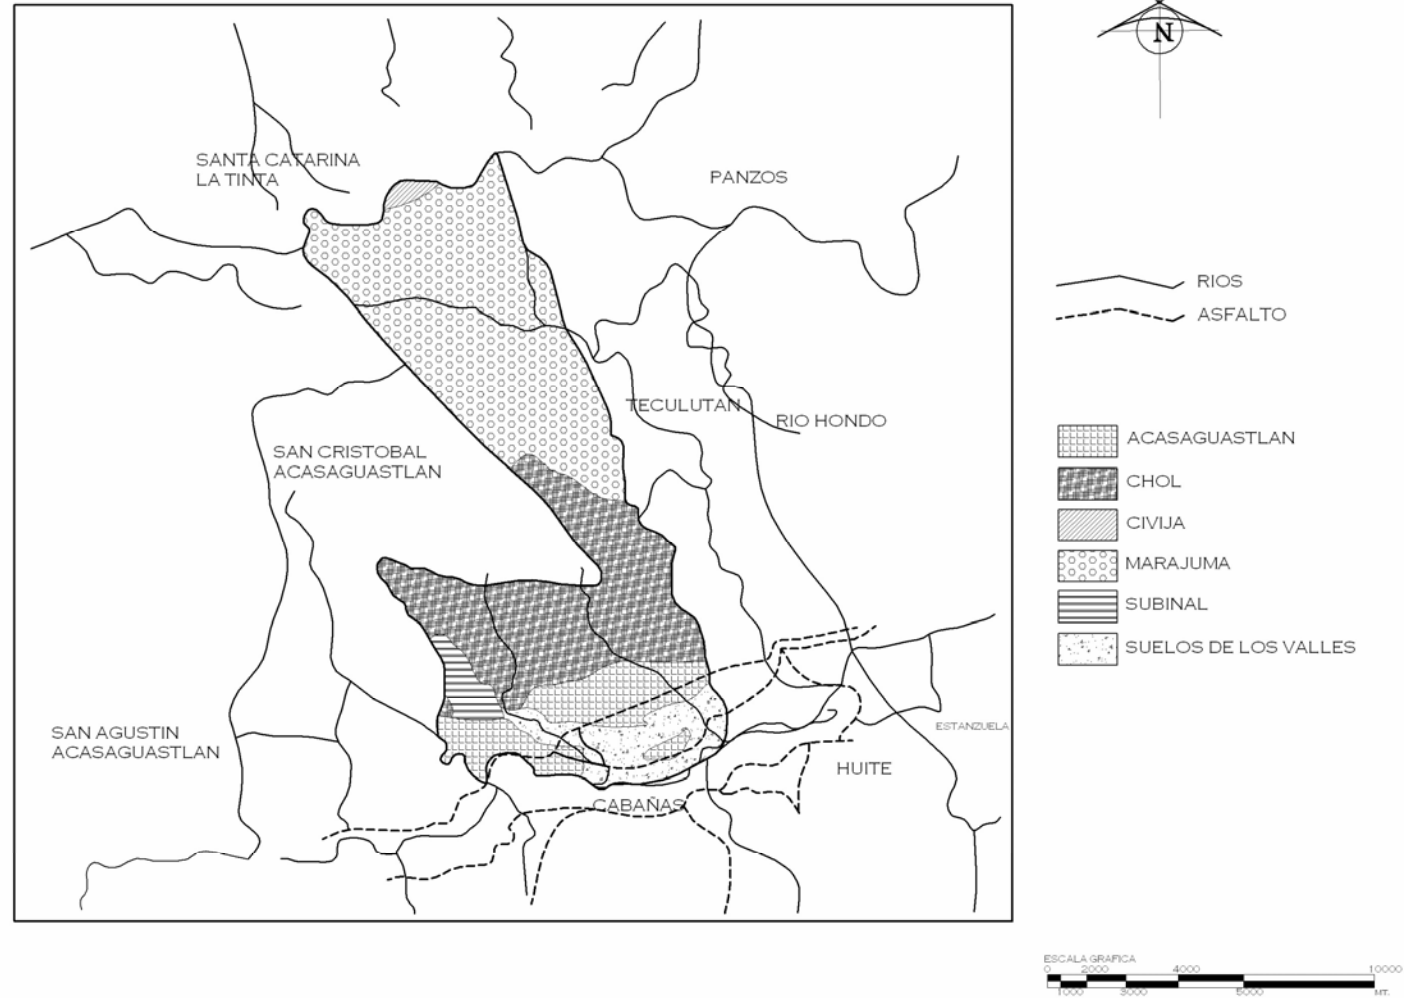 N
SANTA CATARINA
LA TINTA
PANZOS
RIOS
ASFALTO
TECULUTAN
RIO HONDO
ACASAGUASTLAN
SAN CRISTOBAL
ACASAGUASTLAN
CHOL
CIVIJA
MARAJUMA
SUBINAL
SUELOS DE LOS VALLES
SAN AGUSTIN
ACASAGUASTLAN
ESTANZUELA
HUITE
CABAÑAS
ESCALA GRAFICA
0 2000 4000 10000
1000 3000 5000 MT.